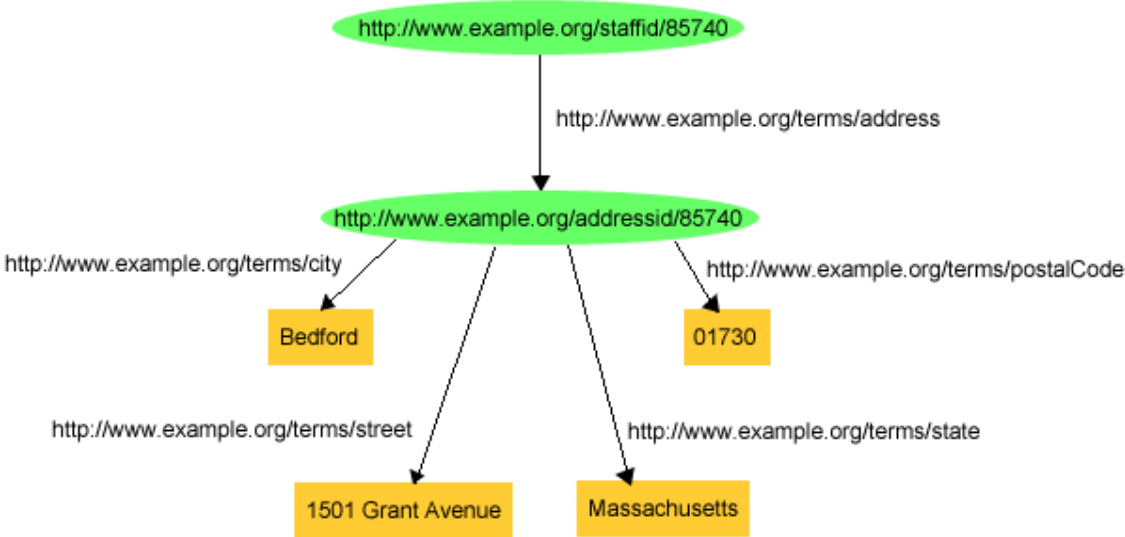 http://www.example.org/staffid/85740
http://www.example.org/terms/address
http://www.example.org/addressid/85740
http://www.example.org/terms/city
http://www.example.org/terms/postalCode
Bedford
01730
http://www.example.org/terms/street
http://www.example.org/terms/state
1501 Grant Avenue
Massachusetts